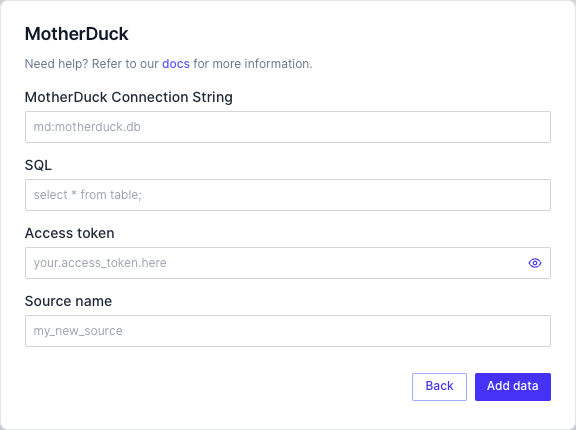 MotherDuck
Need help? Refer to our docs for more information.
MotherDuck Connection String
md:motherduck.db
SQL
select * from table;
Access token
your.access_token.here
Source name
my_new_source
Back
Add data